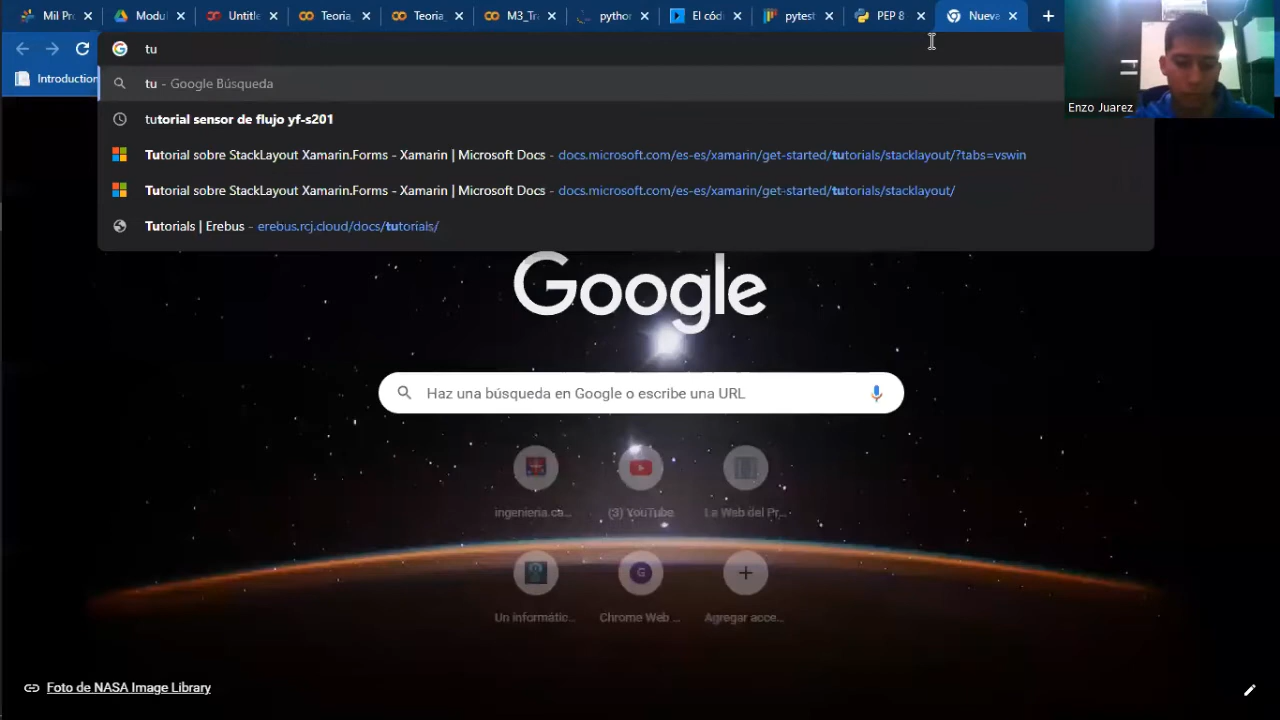 Mil Pro
Modul
Untitle
Teoria_
Teoria_
M3_Tra
python
El códi
pytest
PEP 8
Nueva
tu
Introduction
tu - Google Búsqueda
tutorial sensor de flujo yf-s201
Tutorial sobre StackLayout Xamarin.Forms - Xamarin | Microsoft Docs - docs.microsoft.com/es-es/xamarin/get-started/tutorials/stacklayout/?tabs=vswin
Tutorial sobre StackLayout Xamarin.Forms - Xamarin | Microsoft Docs - docs.microsoft.com/es-es/xamarin/get-started/tutorials/stacklayout/
Tutorials | Erebus - erebus.rcj.cloud/docs/tutorials/
Enzo Juarez
Google
Haz una búsqueda en Google o escribe una URL
ingenieria.ca...
(3) YouTube
La Web del Pr...
Un informátic...
Chrome Web ...
Agregar acce...
Foto de NASA Image Library